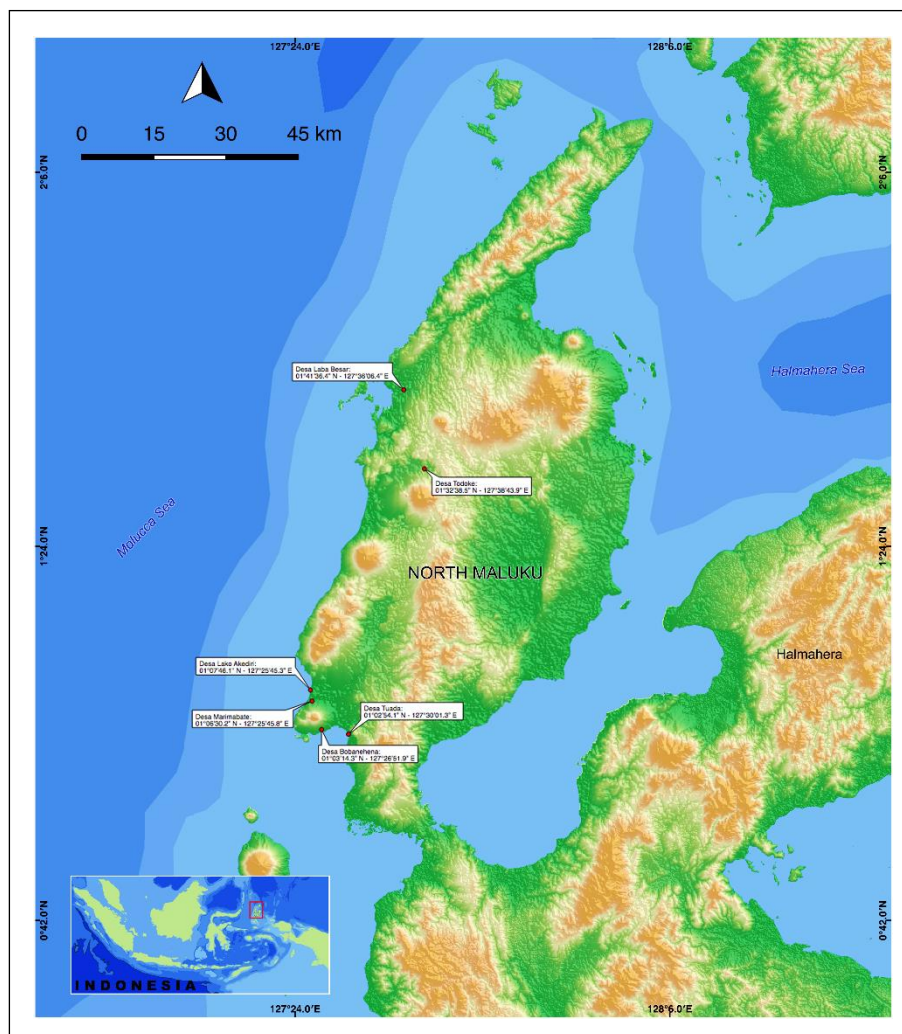 127°24.0'E
128°6.0'E
0 15 30 45 km
2°6.0'N
2°6.0'N
Desa Laba Besar:
01°41'36.4" N - 127°36'06.4" E
Halmahera Sea
Desa Todoke:
01°32'38.5" N - 127°38'43.9" E
Molucca Sea
1°24.0'N
1°24.0'N
NORTH MALUKU
Halmahera
Desa Lako Akediri:
01°07'46.1" N - 127°25'45.3" E
Desa Marimabate:
01°06'30.2" N - 127°25'45.8" E
Desa Tuada:
01°02'54.1" N - 127°30'01.3" E
Desa Bobanehena:
01°03'14.3" N - 127°26'51.9" E
0°42.0'N
0°42.0'N
INDONESIA
127°24.0'E
128°6.0'E